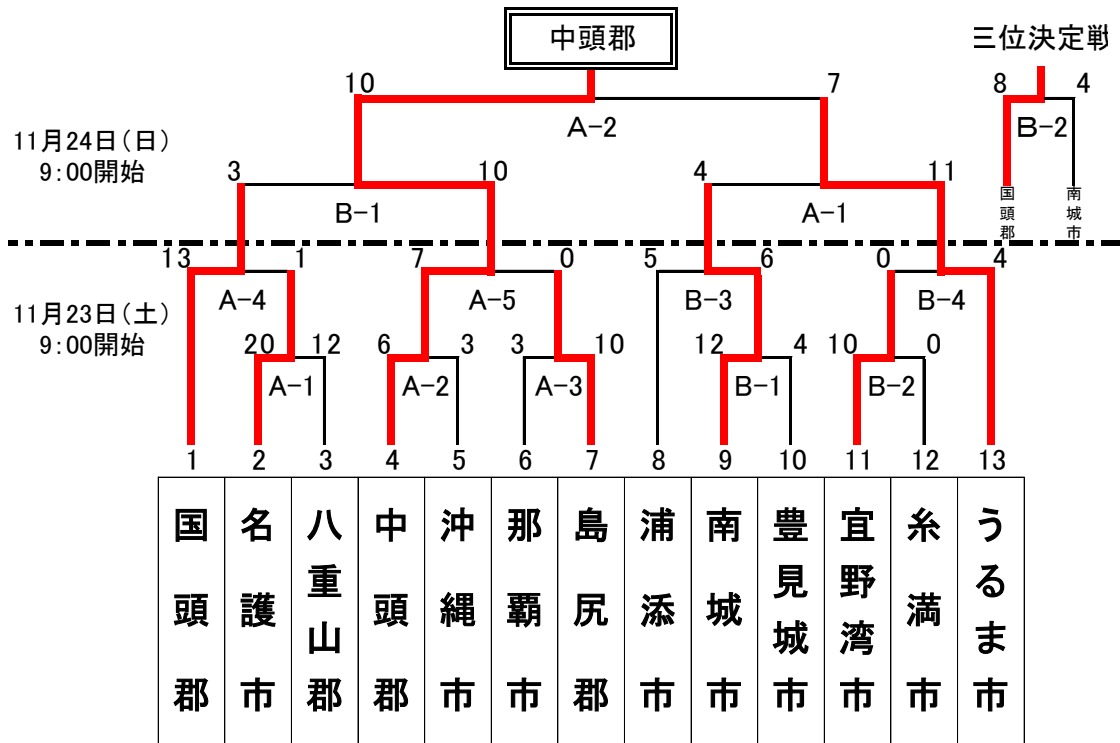 中頭郡
三位決定戦
10
7
8
4
A-2
B-2
11月24日(日)
9:00開始
3
10
4
11
国頭郡
南城市
B-1
A-1
13
1
7
0
5
6
0
4
A-4
A-5
B-3
B-4
11月23日(土)
9:00開始
20
12
6
3
3
10
12
4
10
0
A-1
A-2
A-3
B-1
B-2
1
2
3
4
5
6
7
8
9
10
11
12
13
国頭郡
名護市
八重山郡
中頭郡
沖縄市
那覇市
島尻郡
浦添市
南城市
豊見城市
宜野湾市
糸満市
うるま市